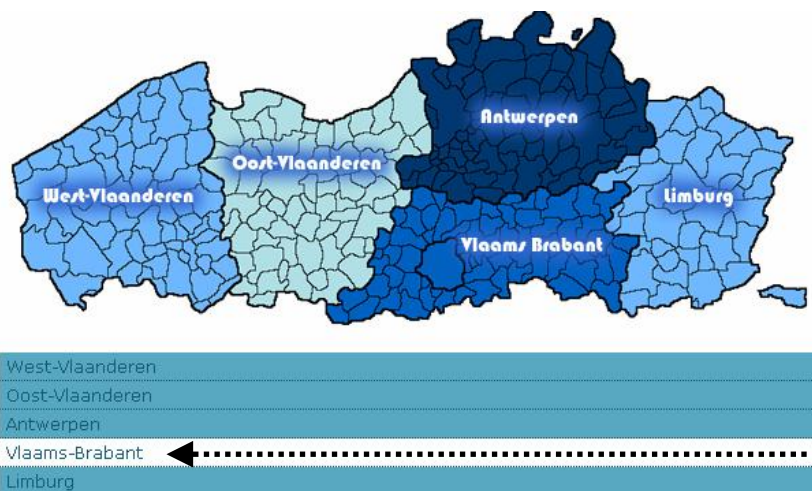 Antwerpen
Oost-Vlaanderen
West-Vlaanderen
Limburg
Vlaams Brabant
West-Vlaanderen
Oost-Vlaanderen
Antwerpen
Vlaams-Brabant
Limburg